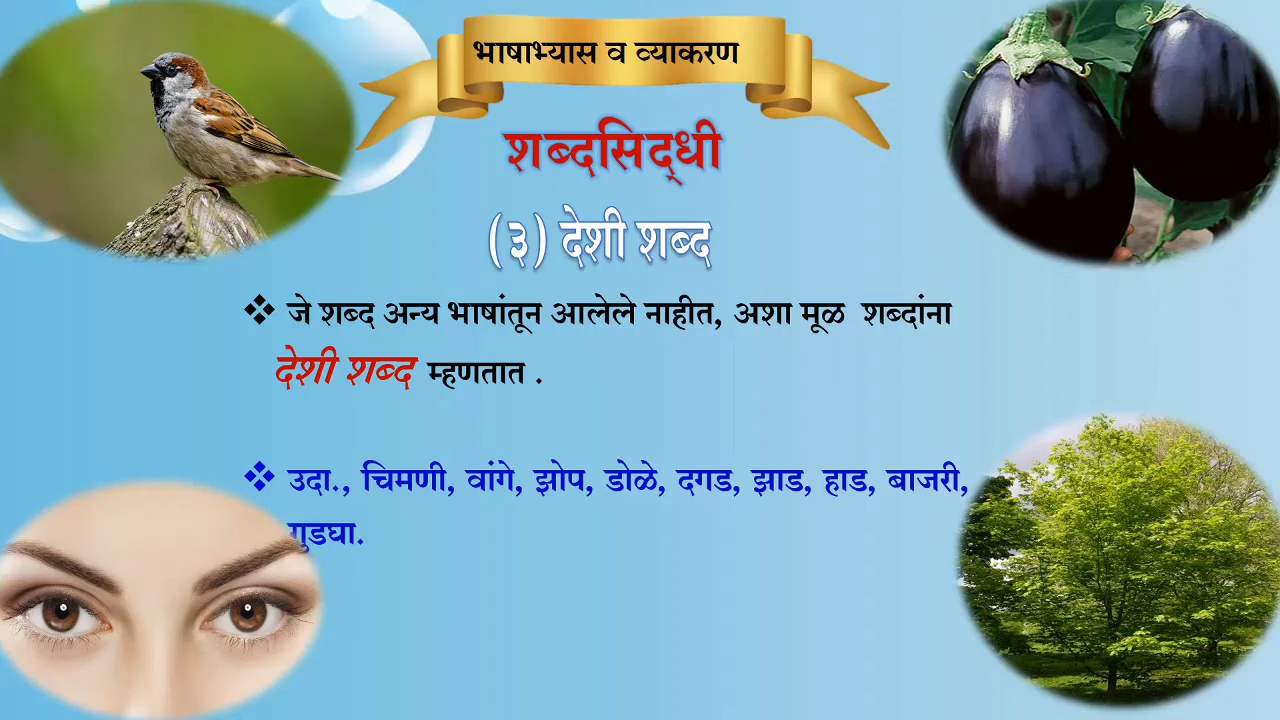 भाषाभ्यास व व्याकरण
शब्दसिद्‌धी
(३) देशी शब्द
❖ जे शब्द अन्य भाषांतून आलेले नाहीत, अशा मूळ शब्दांना
देशी शब्द म्हणतात .
❖ उदा., चिमणी, वांगे, झोप, डोळे, दगड, झाड, हाड, बाजरी,
गुडघा.